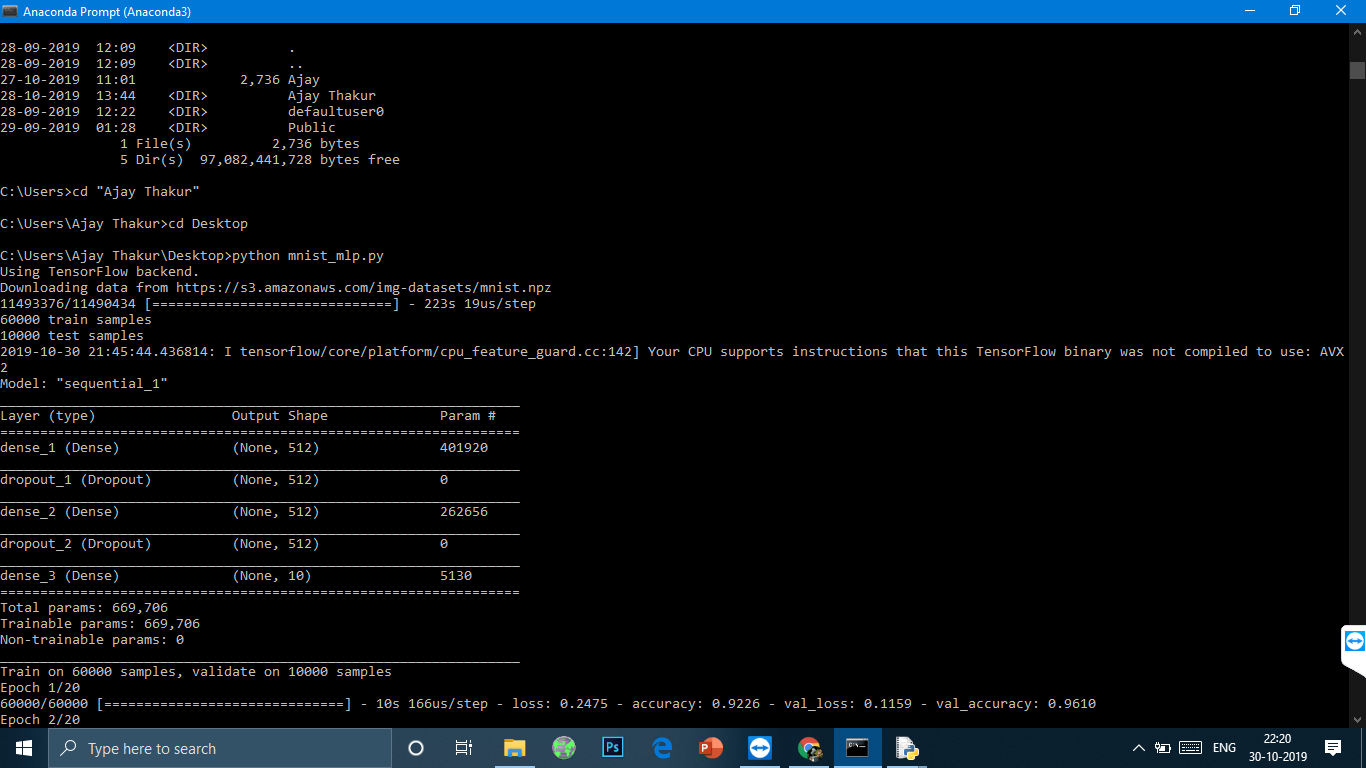 Anaconda Prompt (Anaconda3)
28-09-2019  12:09    <DIR>          .
28-09-2019  12:09    <DIR>          ..
27-10-2019  11:01             2,736 Ajay
28-10-2019  13:44    <DIR>          Ajay Thakur
28-09-2019  12:22    <DIR>          defaultuser0
29-09-2019  01:28    <DIR>          Public
               1 File(s)          2,736 bytes
               5 Dir(s)  97,082,441,728 bytes free
C:\Users>cd "Ajay Thakur"
C:\Users\Ajay Thakur>cd Desktop
C:\Users\Ajay Thakur\Desktop>python mnist_mlp.py
Using TensorFlow backend.
Downloading data from https://s3.amazonaws.com/img-datasets/mnist.npz
11493376/11490434 [==============================] - 223s 19us/step
60000 train samples
10000 test samples
2019-10-30 21:45:44.436814: I tensorflow/core/platform/cpu_feature_guard.cc:142] Your CPU supports instructions that this TensorFlow binary was not compiled to use: AVX
2
Model: "sequential_1"
_________________________________________________________________
Layer (type)                 Output Shape              Param #
=================================================================
dense_1 (Dense)              (None, 512)               401920
_________________________________________________________________
dropout_1 (Dropout)          (None, 512)               0
_________________________________________________________________
dense_2 (Dense)              (None, 512)               262656
_________________________________________________________________
dropout_2 (Dropout)          (None, 512)               0
_________________________________________________________________
dense_3 (Dense)              (None, 10)                5130
=================================================================
Total params: 669,706
Trainable params: 669,706
Non-trainable params: 0
_________________________________________________________________
Train on 60000 samples, validate on 10000 samples
Epoch 1/20
60000/60000 [==============================] - 10s 166us/step - loss: 0.2475 - accuracy: 0.9226 - val_loss: 0.1159 - val_accuracy: 0.9610
Epoch 2/20
Type here to search
Ps
P
ENG
22:20
30-10-2019